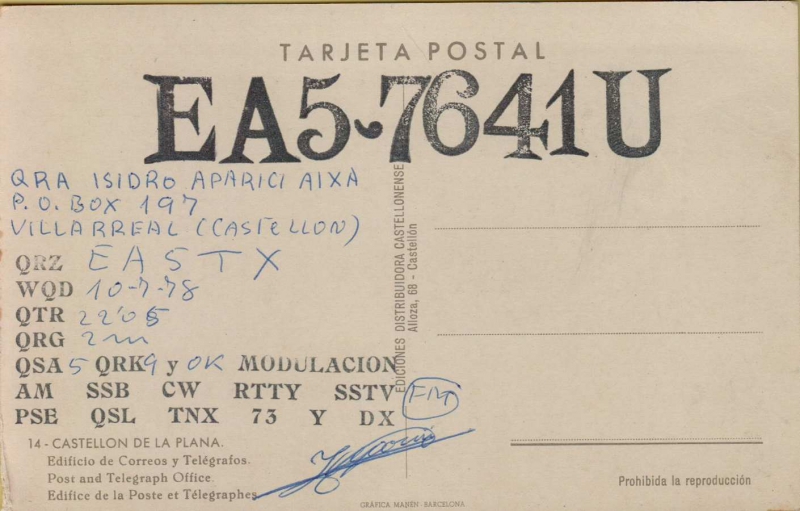 TARJETA POSTAL
EA5-7641U
QRA ISIDRO APARICI AIXA
P.O. BOX 197
VILLARREAL (CASTELLON)
QRZ EA5TX
WQD 10-7-78
QTR 22'05
QRG 2m
QSA 5 QRK 9 y OK MODULACION
AM SSB CW RTTY SSTV FM
PSE QSL TNX 73 Y DX
14 - CASTELLON DE LA PLANA.
Edificio de Correos y Telégrafos.
Post and Telegraph Office.
Edifice de la Poste et Télegraphes
EDICIONES DISTRIBUIDORA CASTELLONENSE
Alloza, 68 - Castellón
Prohibida la reproducción
GRÁFICA MANÉN - BARCELONA